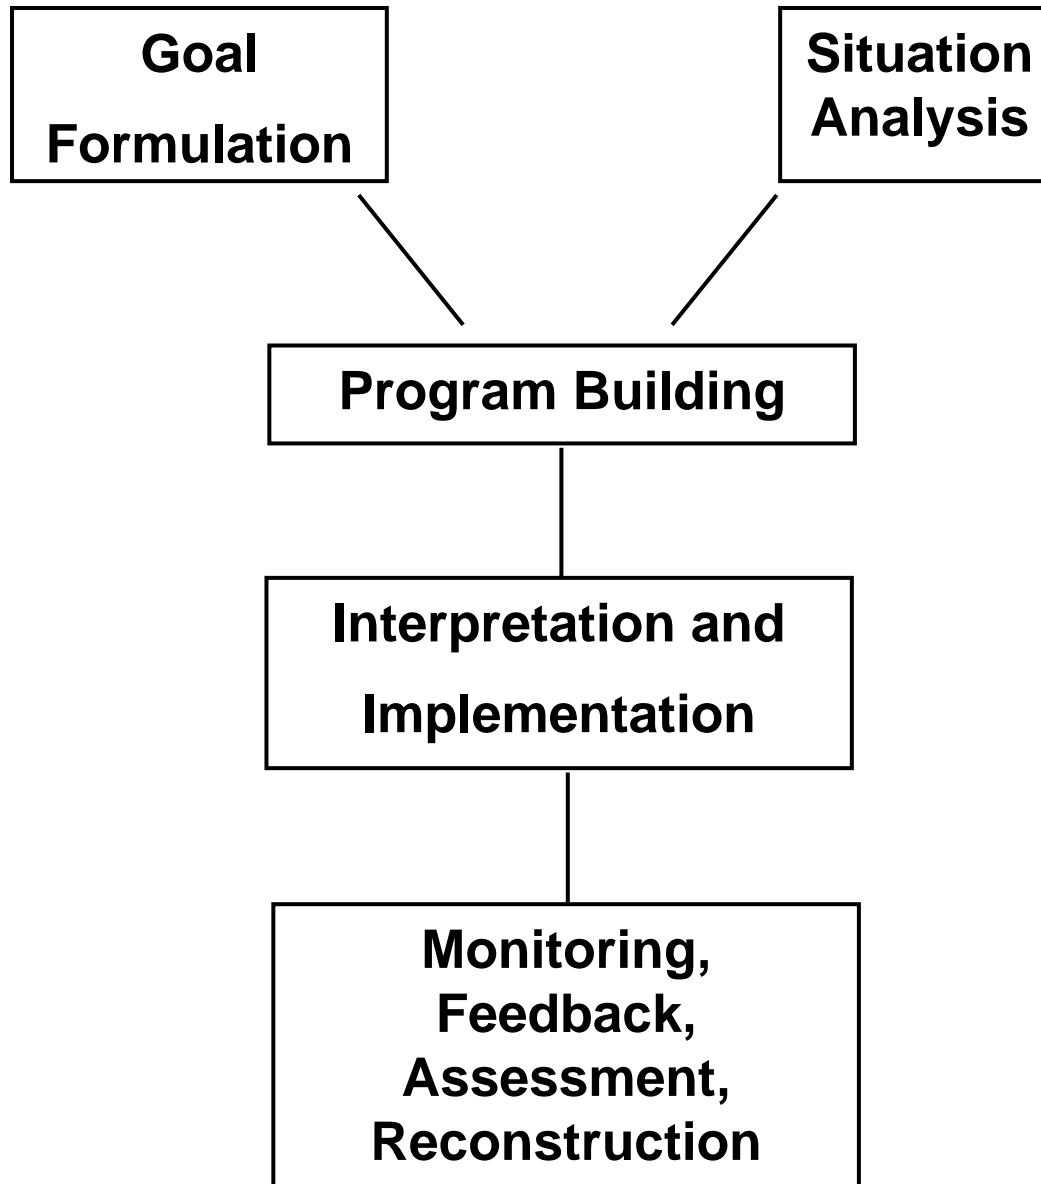 Goal
Formulation
Situation
Analysis
Program Building
Interpretation and
Implementation
Monitoring,
Feedback,
Assessment,
Reconstruction